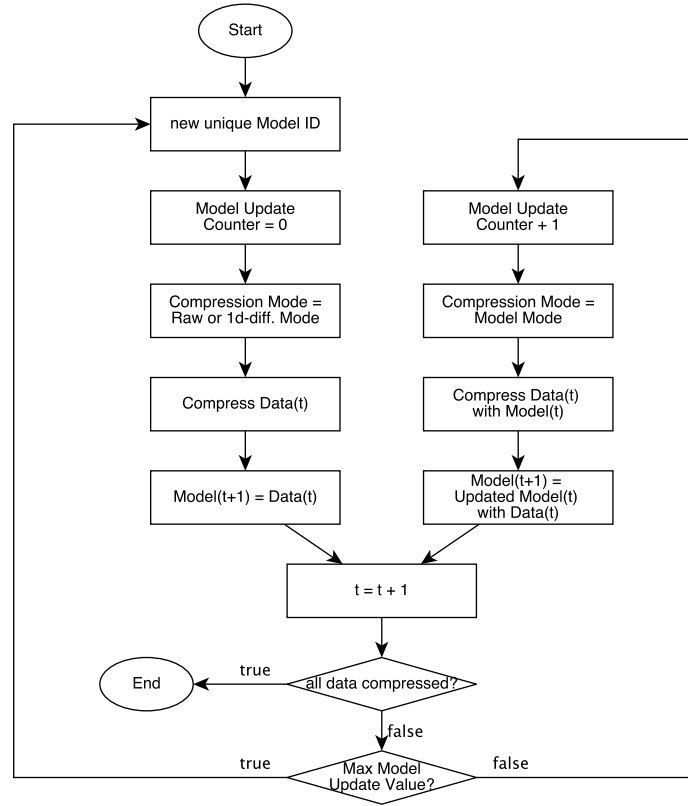 Start
new unique Model ID
Model Update
Counter = 0
Compression Mode =
Raw or 1d-diff. Mode
Compress Data(t)
Model(t+1) = Data(t)
Model Update
Counter + 1
Compression Mode =
Model Mode
Compress Data(t)
with Model(t)
Model(t+1) =
Updated Model(t)
with Data(t)
t = t + 1
all data compressed?
true
End
false
Max Model
Update Value?
true
false